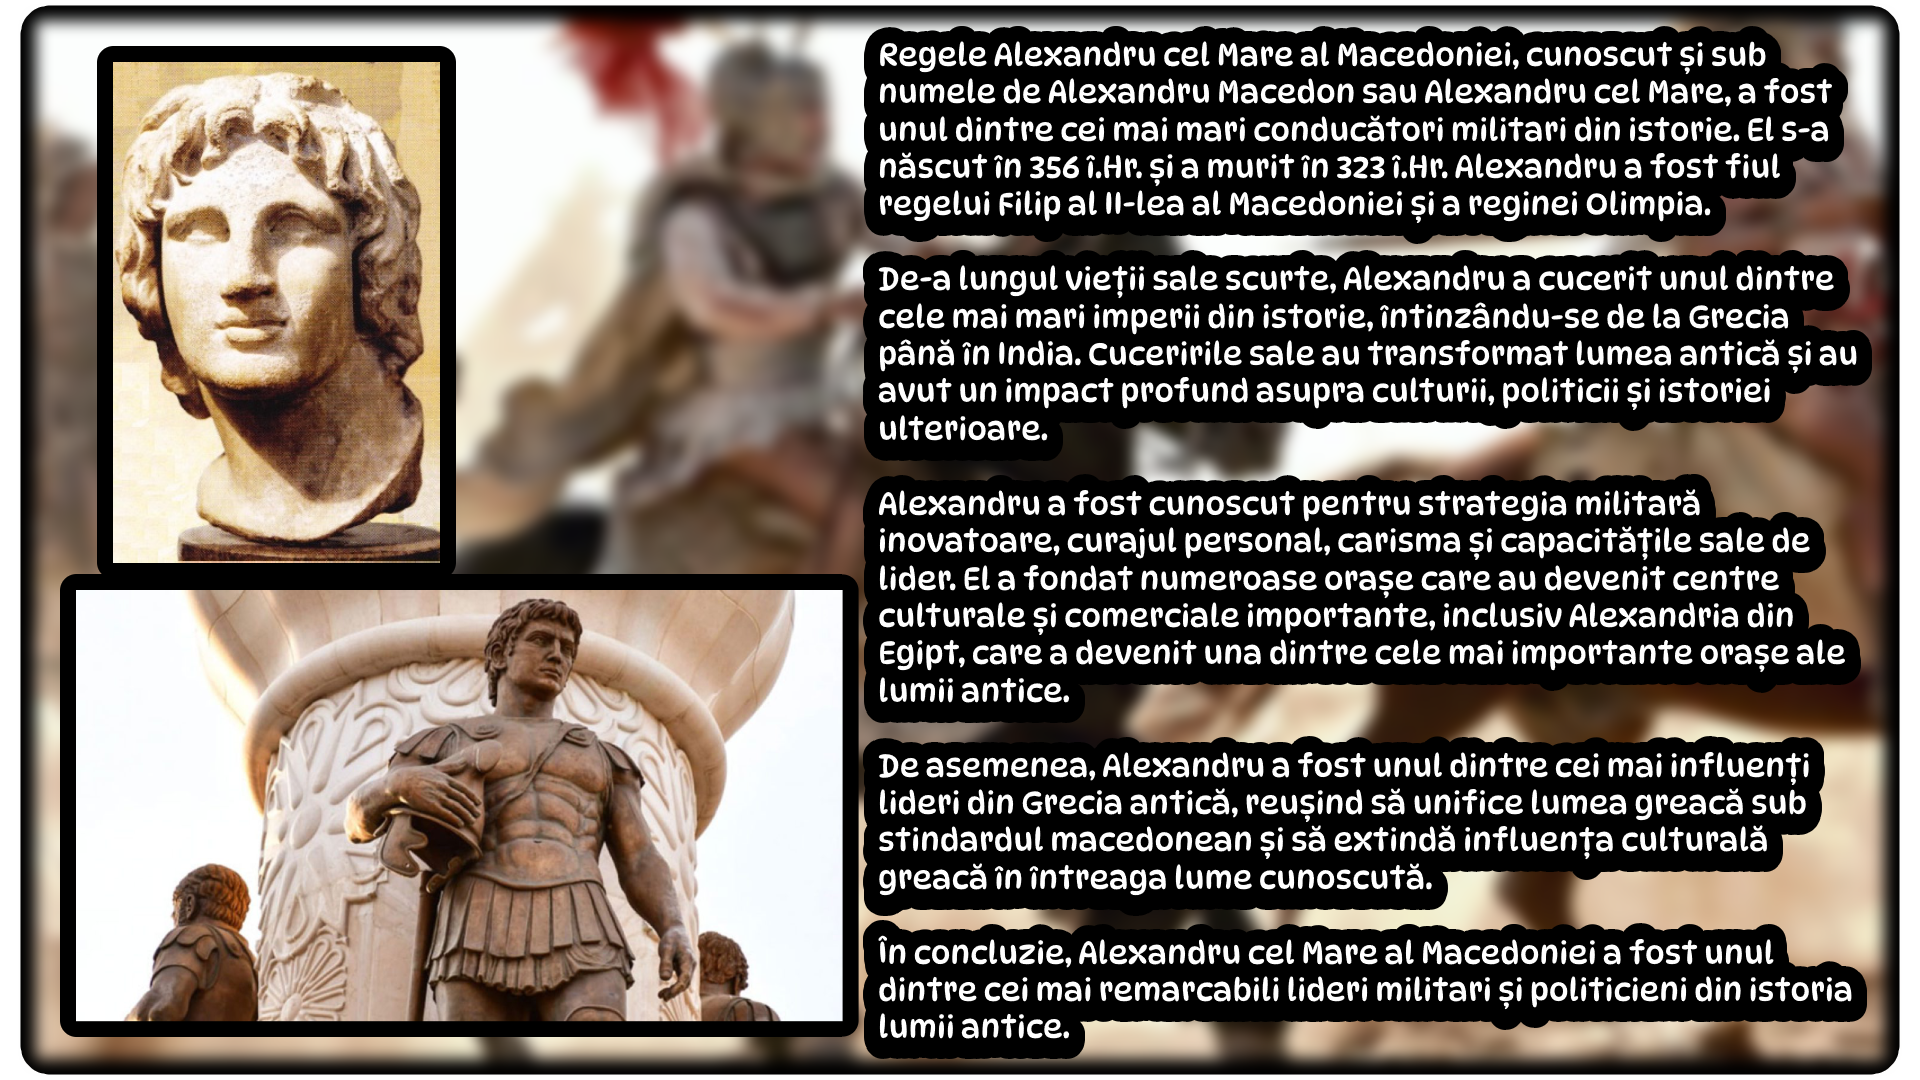 Regele Alexandru cel Mare al Macedoniei, cunoscut și sub
numele de Alexandru Macedon sau Alexandru cel Mare, a fost
unul dintre cei mai mari conducători militari din istorie. El s-a
născut în 356 î.Hr. și a murit în 323 î.Hr. Alexandru a fost fiul
regelui Filip al II-lea al Macedoniei și a reginei Olimpia.
De-a lungul vieții sale scurte, Alexandru a cucerit unul dintre
cele mai mari imperii din istorie, întinzându-se de la Grecia
până în India. Cuceririle sale au transformat lumea antică și au
avut un impact profund asupra culturii, politicii și istoriei
ulterioare.
Alexandru a fost cunoscut pentru strategia militară
inovatoare, curajul personal, carisma și capacitățile sale de
lider. El a fondat numeroase orașe care au devenit centre
culturale și comerciale importante, inclusiv Alexandria din
Egipt, care a devenit una dintre cele mai importante orașe ale
lumii antice.
De asemenea, Alexandru a fost unul dintre cei mai influenți
lideri din Grecia antică, reușind să unifice lumea greacă sub
stindardul macedonean și să extindă influența culturală
greacă în întreaga lume cunoscută.
În concluzie, Alexandru cel Mare al Macedoniei a fost unul
dintre cei mai remarcabili lideri militari și politicieni din istoria
lumii antice.